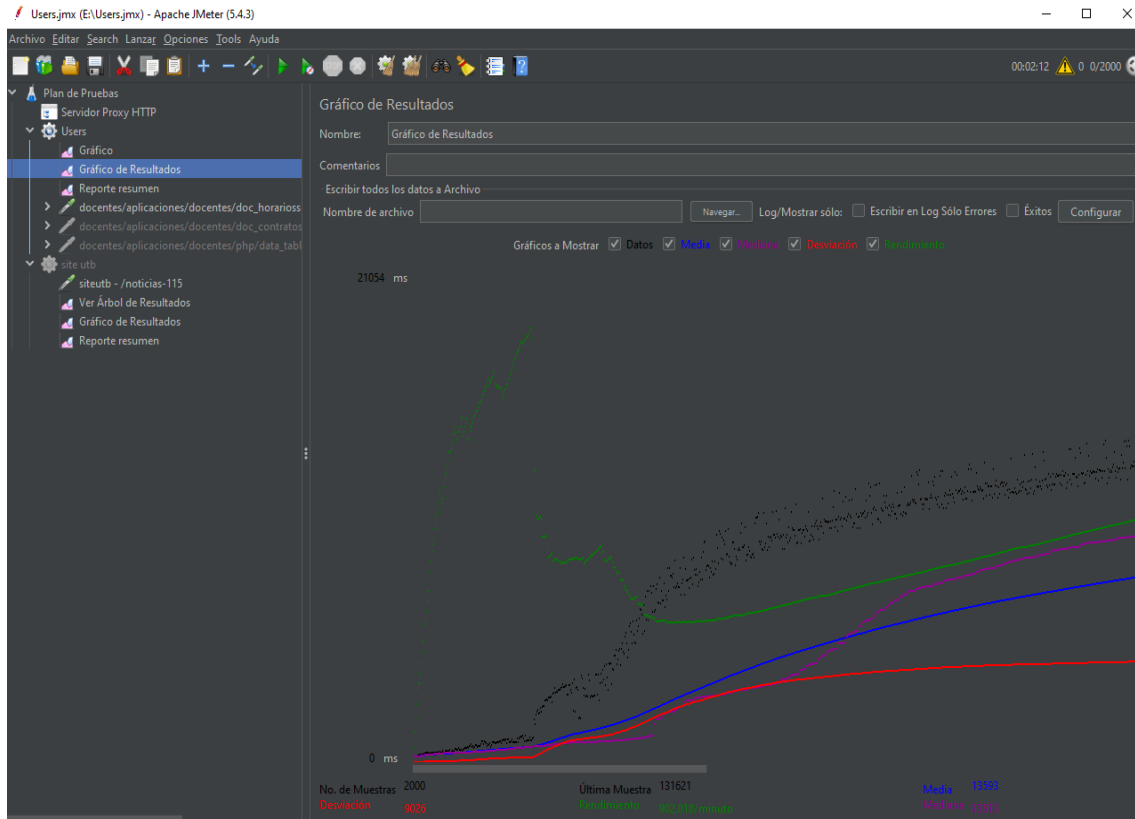 Users.jmx (E:\Users.jmx) - Apache JMeter (5.4.3)
Archivo Editar Search Lanzar Opciones Tools Ayuda
00:02:12 0 0/2000
Plan de Pruebas
Servidor Proxy HTTP
Users
Gráfico
Gráfico de Resultados
Reporte resumen
docentes/aplicaciones/docentes/doc_horarioss
docentes/aplicaciones/docentes/doc_contratos
docentes/aplicaciones/docentes/php/data_tabl
site utb
siteutb - /noticias-115
Ver Árbol de Resultados
Gráfico de Resultados
Reporte resumen
Gráfico de Resultados
Nombre: Gráfico de Resultados
Comentarios
Escribir todos los datos a Archivo
Nombre de archivo Navegar... Log/Mostrar sólo: Escribir en Log Sólo Errores Éxitos Configurar
Gráficos a Mostrar Datos Media Mediana Desviación Rendimiento
21054 ms
0 ms
No. de Muestras 2000 Última Muestra 131621 Media 13593
Desviación 9026 Rendimiento /minuto Mediana